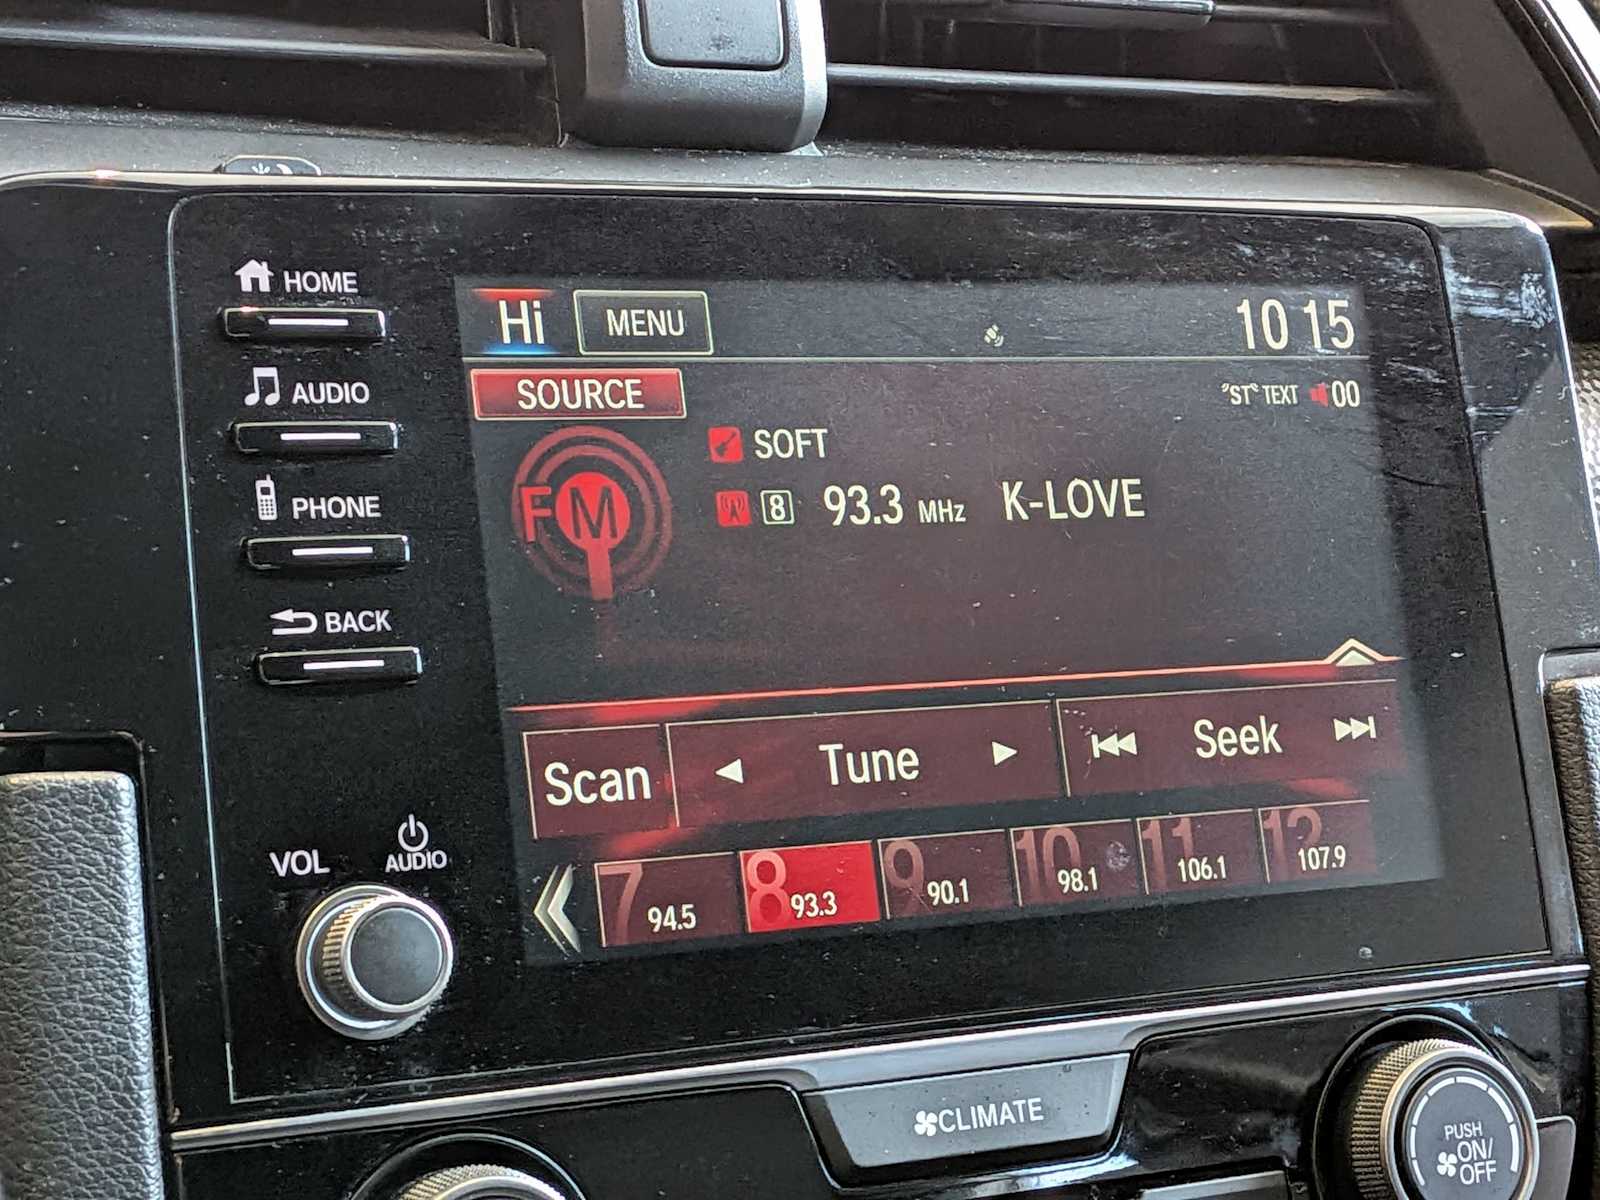 HOME
AUDIO
PHONE
BACK
VOL
AUDIO
Hi MENU 10 15
SOURCE
"ST" TEXT 00
SOFT
FM
8 93.3 MHz K-LOVE
Scan Tune Seek
7 94.5 8 93.3 9 90.1 10 98.1 11 106.1 12 107.9
CLIMATE
PUSH
ON/
OFF